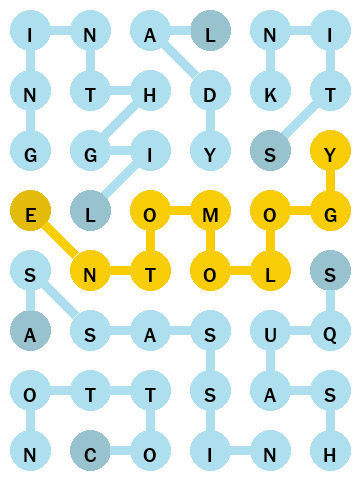 I N A L N I
N T H D K T
G G I Y S Y
E L O M O G
S N T O L S
A S A S U Q
O T T S A S
N C O I N H